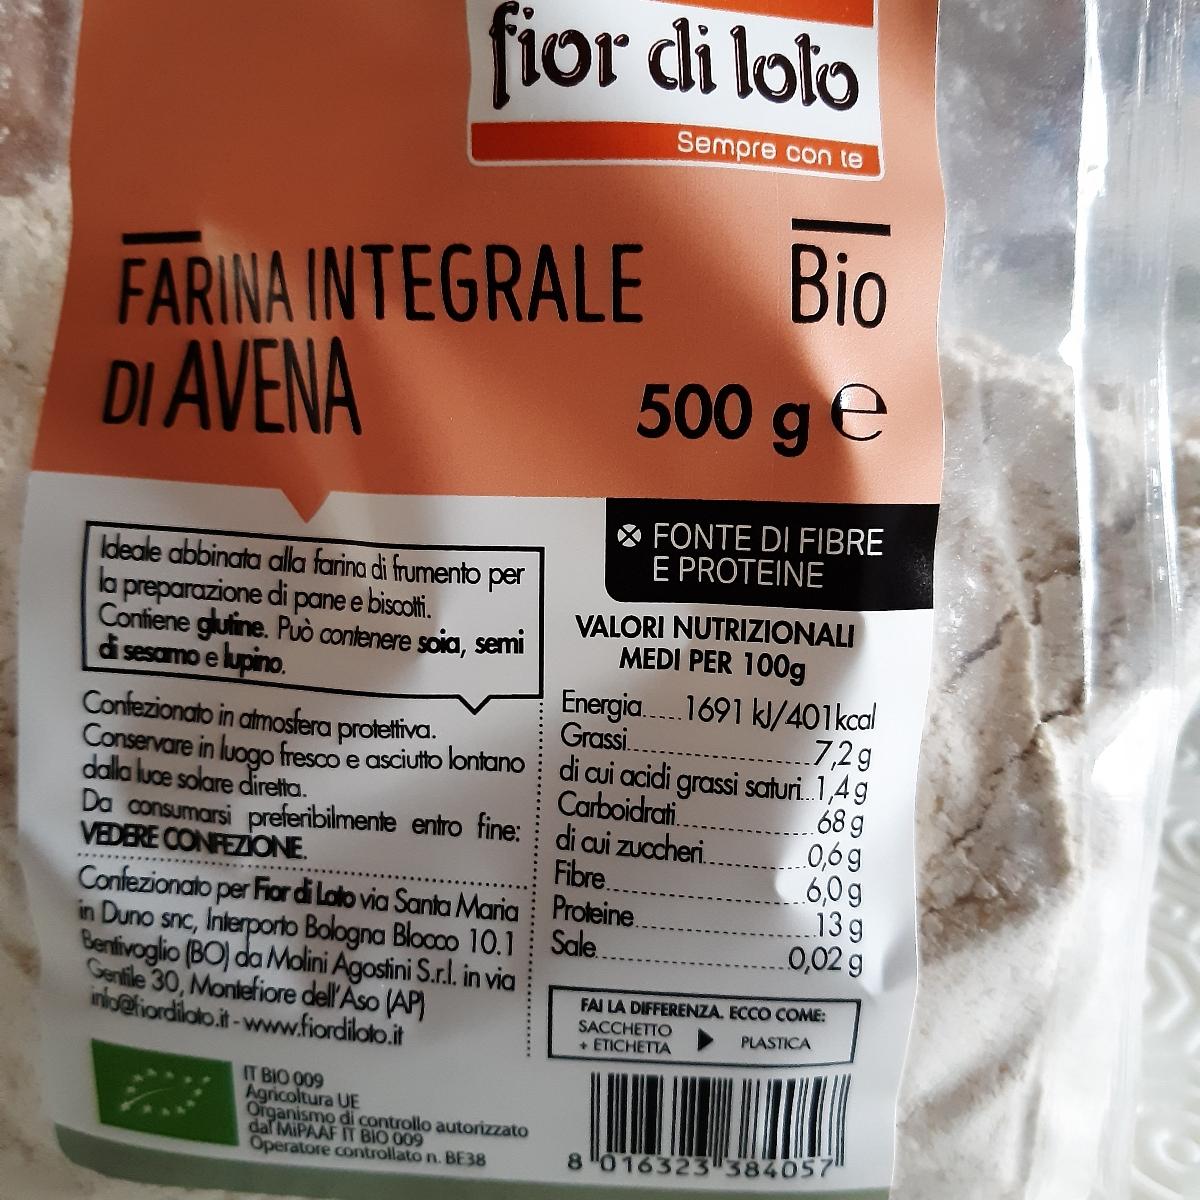 fior di loto
Sempre con te
FARINA INTEGRALE
DI AVENA
Bio
500 g e
Ideale abbinata alla farina di frumento per
la preparazione di pane e biscotti.
Contiene glutine. Può contenere soia, semi
di sesamo e lupino.
Confezionato in atmosfera protettiva.
Conservare in luogo fresco e asciutto lontano
dalla luce solare diretta.
Da consumarsi preferibilmente entro fine:
VEDERE CONFEZIONE.
Confezionato per Fior di Loto via Santa Maria
in Duno snc, Interporto Bologna Blocco 10.1
Bentivoglio (BO) da Molini Agostini S.r.l. in via
Gentile 30, Montefiore dell'Aso (AP)
info@fiordiloto.it - www.fiordiloto.it
IT BIO 009
Agricoltura UE
Organismo di controllo autorizzato
dal MiPAAF IT BIO 009
Operatore controllato n. BE38
FONTE DI FIBRE
E PROTEINE
VALORI NUTRIZIONALI
MEDI PER 100g
Energia.....1691 kJ/401kcal
Grassi......7,2 g
di cui acidi grassi saturi...1,4 g
Carboidrati......68 g
di cui zuccheri......0,6 g
Fibre......6,0 g
Proteine......13 g
Sale......0,02 g
FAI LA DIFFERENZA. ECCO COME:
SACCHETTO
+ ETICHETTA
PLASTICA
8 016323 384057